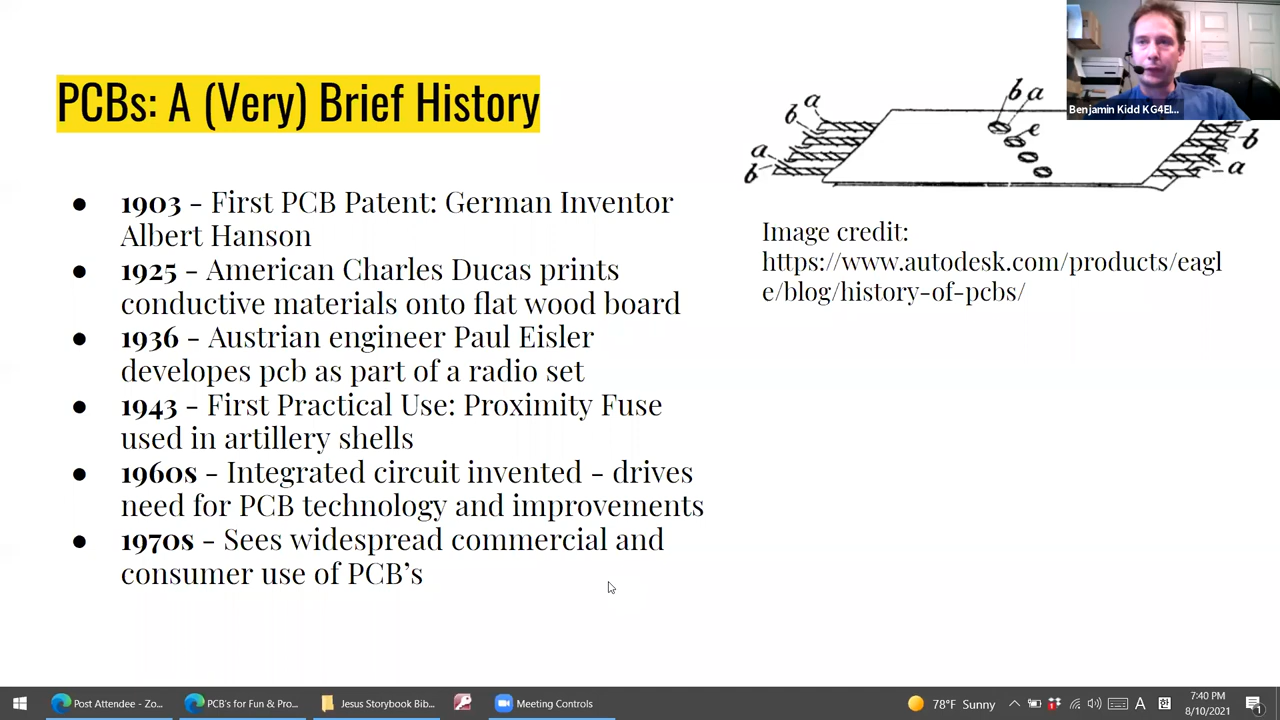 PCBs: A (Very) Brief History
● 1903 - First PCB Patent: German Inventor
Albert Hanson
● 1925 - American Charles Ducas prints
conductive materials onto flat wood board
● 1936 - Austrian engineer Paul Eisler
developes pcb as part of a radio set
● 1943 - First Practical Use: Proximity Fuse
used in artillery shells
● 1960s - Integrated circuit invented - drives
need for PCB technology and improvements
● 1970s - Sees widespread commercial and
consumer use of PCB's
a
b
a
b
b a
e
b
a
Benjamin Kidd KG4EI...
Image credit:
https://www.autodesk.com/products/eagl
e/blog/history-of-pcbs/
Post Attendee - Zo...
PCB's for Fun & Pro...
Jesus Storybook Bib...
Meeting Controls
78°F Sunny
A
한
7:40 PM
8/10/2021
1